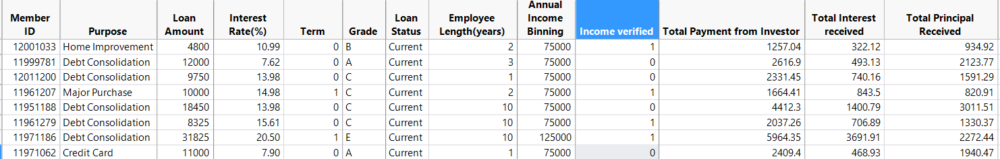 Member ID Purpose Loan Amount Interest Rate(%) Term Grade Loan Status Employee Length(years) Annual Income Binning Income verified Total Payment from Investor Total Interest received Total Principal Received
12001033 Home Improvement 4800 10.99 0 B Current 2 75000 1 1257.04 322.12 934.92
11999781 Debt Consolidation 12000 7.62 0 A Current 3 75000 0 2616.9 493.13 2123.77
12011200 Debt Consolidation 9750 13.98 0 C Current 1 75000 0 2331.45 740.16 1591.29
11961207 Major Purchase 10000 14.98 1 C Current 2 75000 1 1664.41 843.5 820.91
11951188 Debt Consolidation 18450 13.98 0 C Current 10 75000 0 4412.3 1400.79 3011.51
11961279 Debt Consolidation 8325 15.61 0 C Current 10 75000 1 2037.26 706.89 1330.37
11971186 Debt Consolidation 31825 20.50 1 E Current 10 125000 1 5964.35 3691.91 2272.44
11971062 Credit Card 11000 7.90 0 A Current 1 75000 0 2409.4 468.93 1940.47